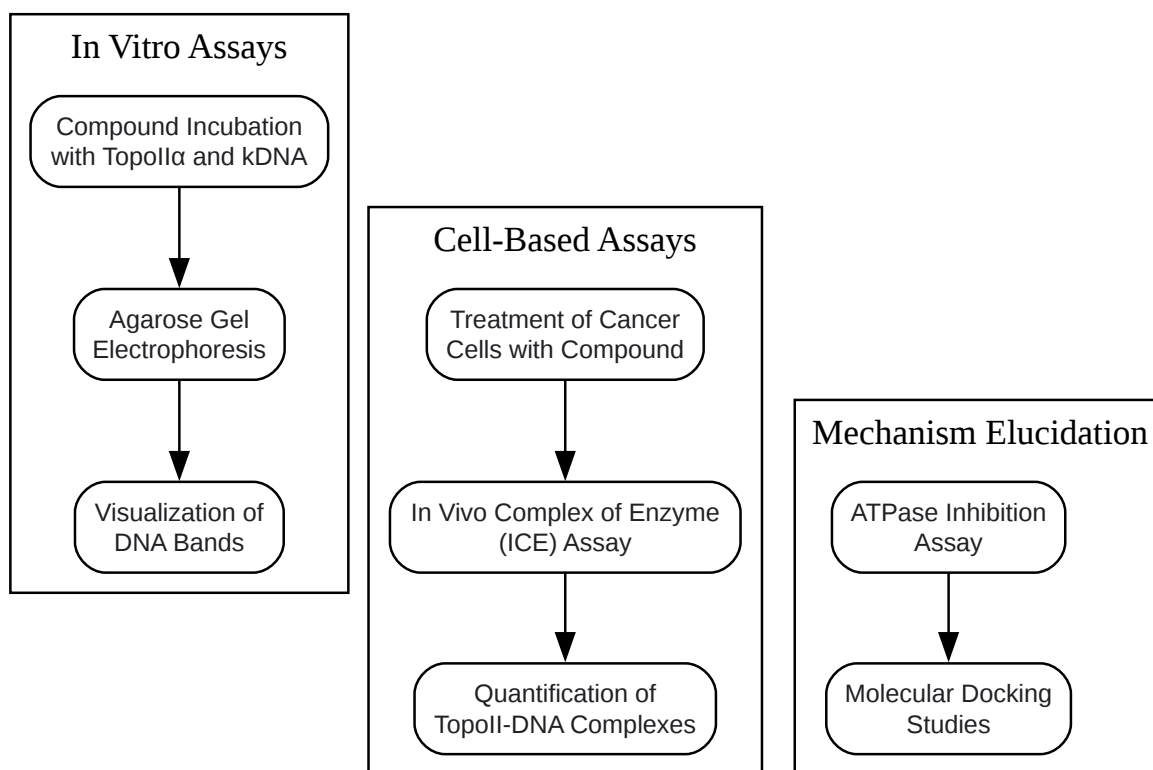 In Vitro Assays
Compound Incubation
with TopoIIα and kDNA
Agarose Gel
Electrophoresis
Visualization of
DNA Bands
Cell-Based Assays
Treatment of Cancer
Cells with Compound
In Vivo Complex of Enzyme
(ICE) Assay
Quantification of
TopoII-DNA Complexes
Mechanism Elucidation
ATPase Inhibition
Assay
Molecular Docking
Studies